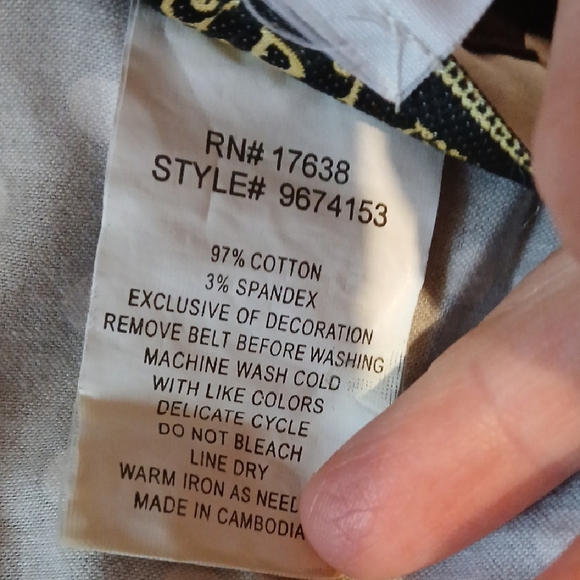 RN# 17638
STYLE# 9674153
97% COTTON
3% SPANDEX
EXCLUSIVE OF DECORATION
REMOVE BELT BEFORE WASHING
MACHINE WASH COLD
WITH LIKE COLORS
DELICATE CYCLE
DO NOT BLEACH
LINE DRY
WARM IRON AS NEED
MADE IN CAMBODIA